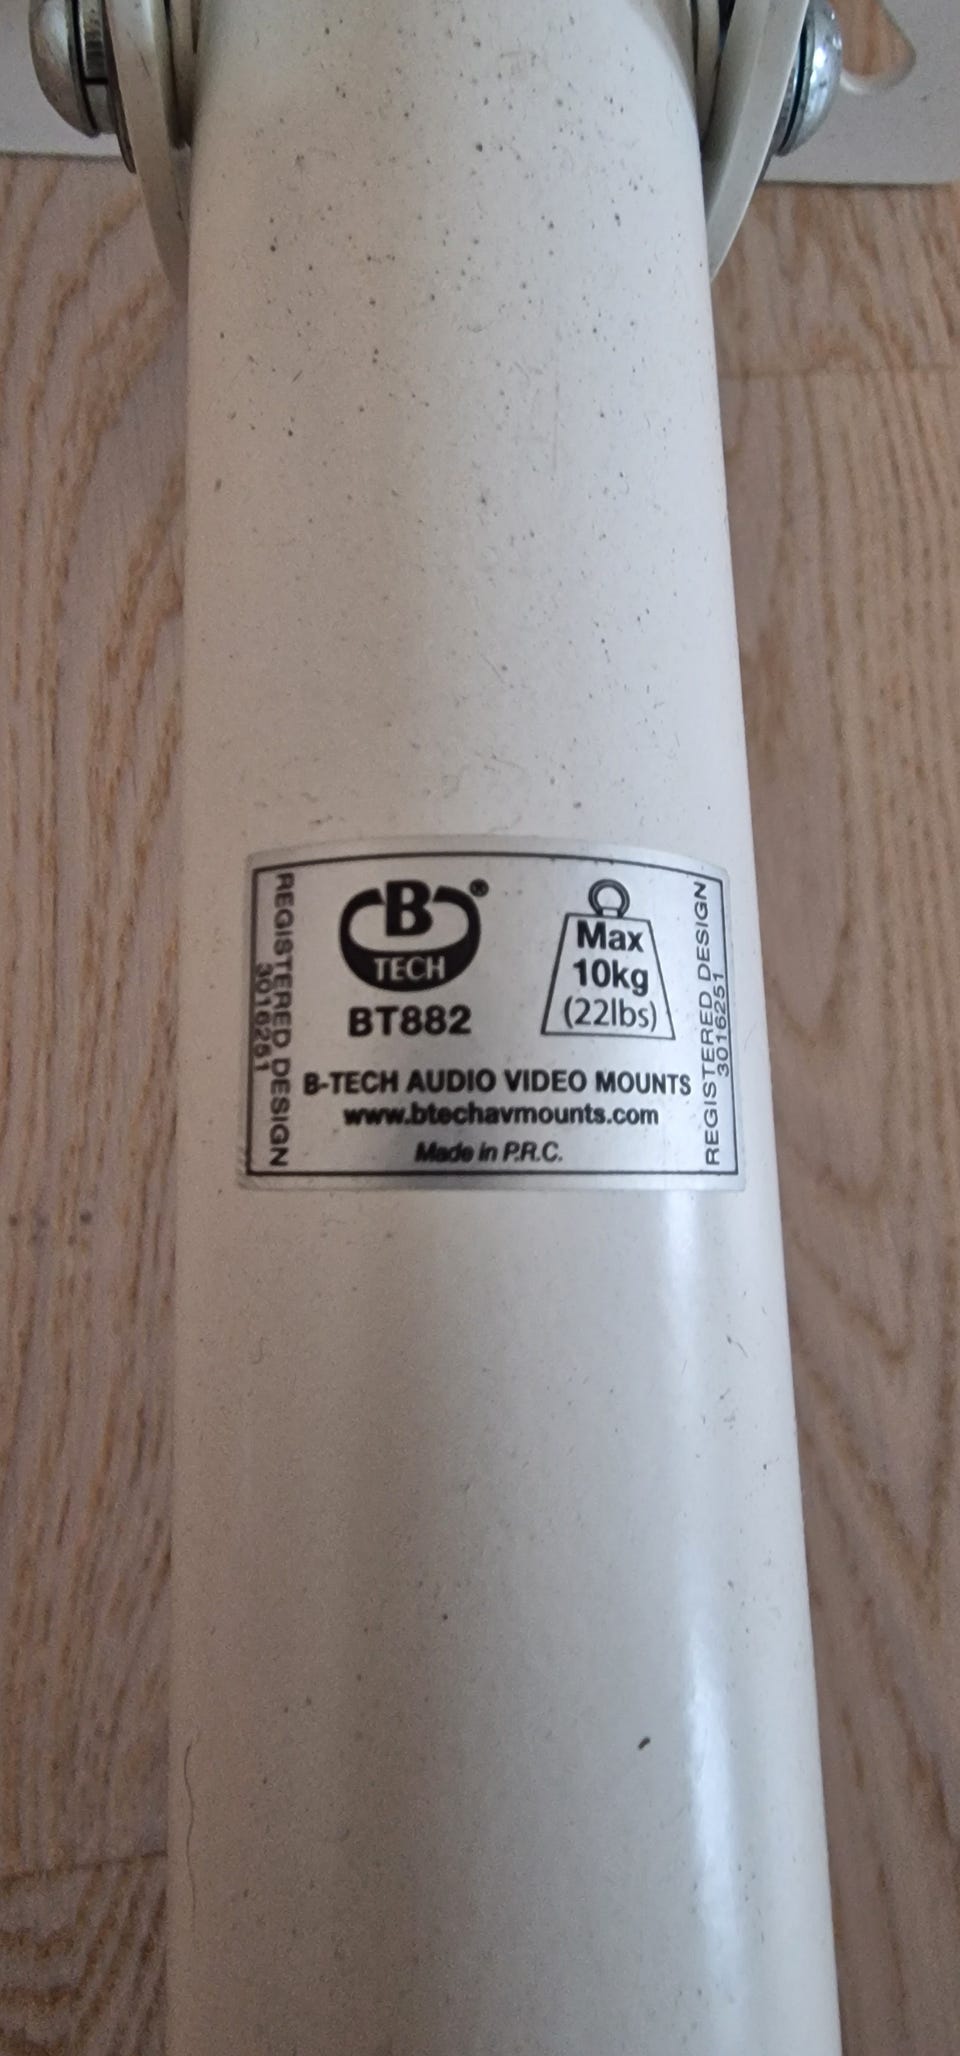 B®
TECH
BT882
Max
10kg
(22lbs)
B-TECH AUDIO VIDEO MOUNTS
www.btechavmounts.com
Made in P.R.C.
REGISTERED DESIGN
3016251
REGISTERED DESIGN
3016251